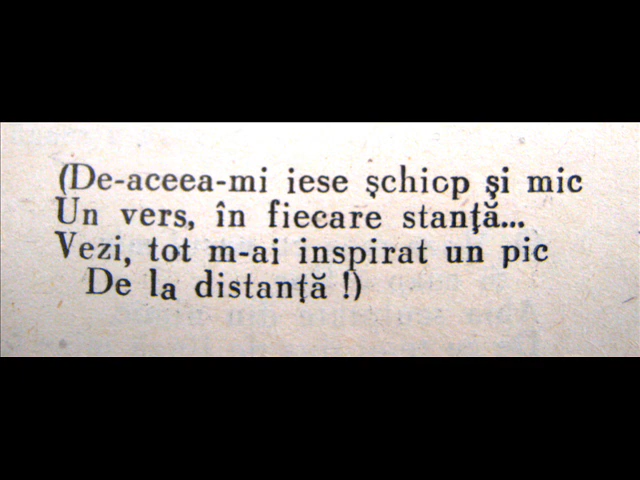 (De-aceea-mi iese şchiop şi mic
Un vers, în fiecare stanţă...
Vezi, tot m-ai inspirat un pic
De la distanţă !)